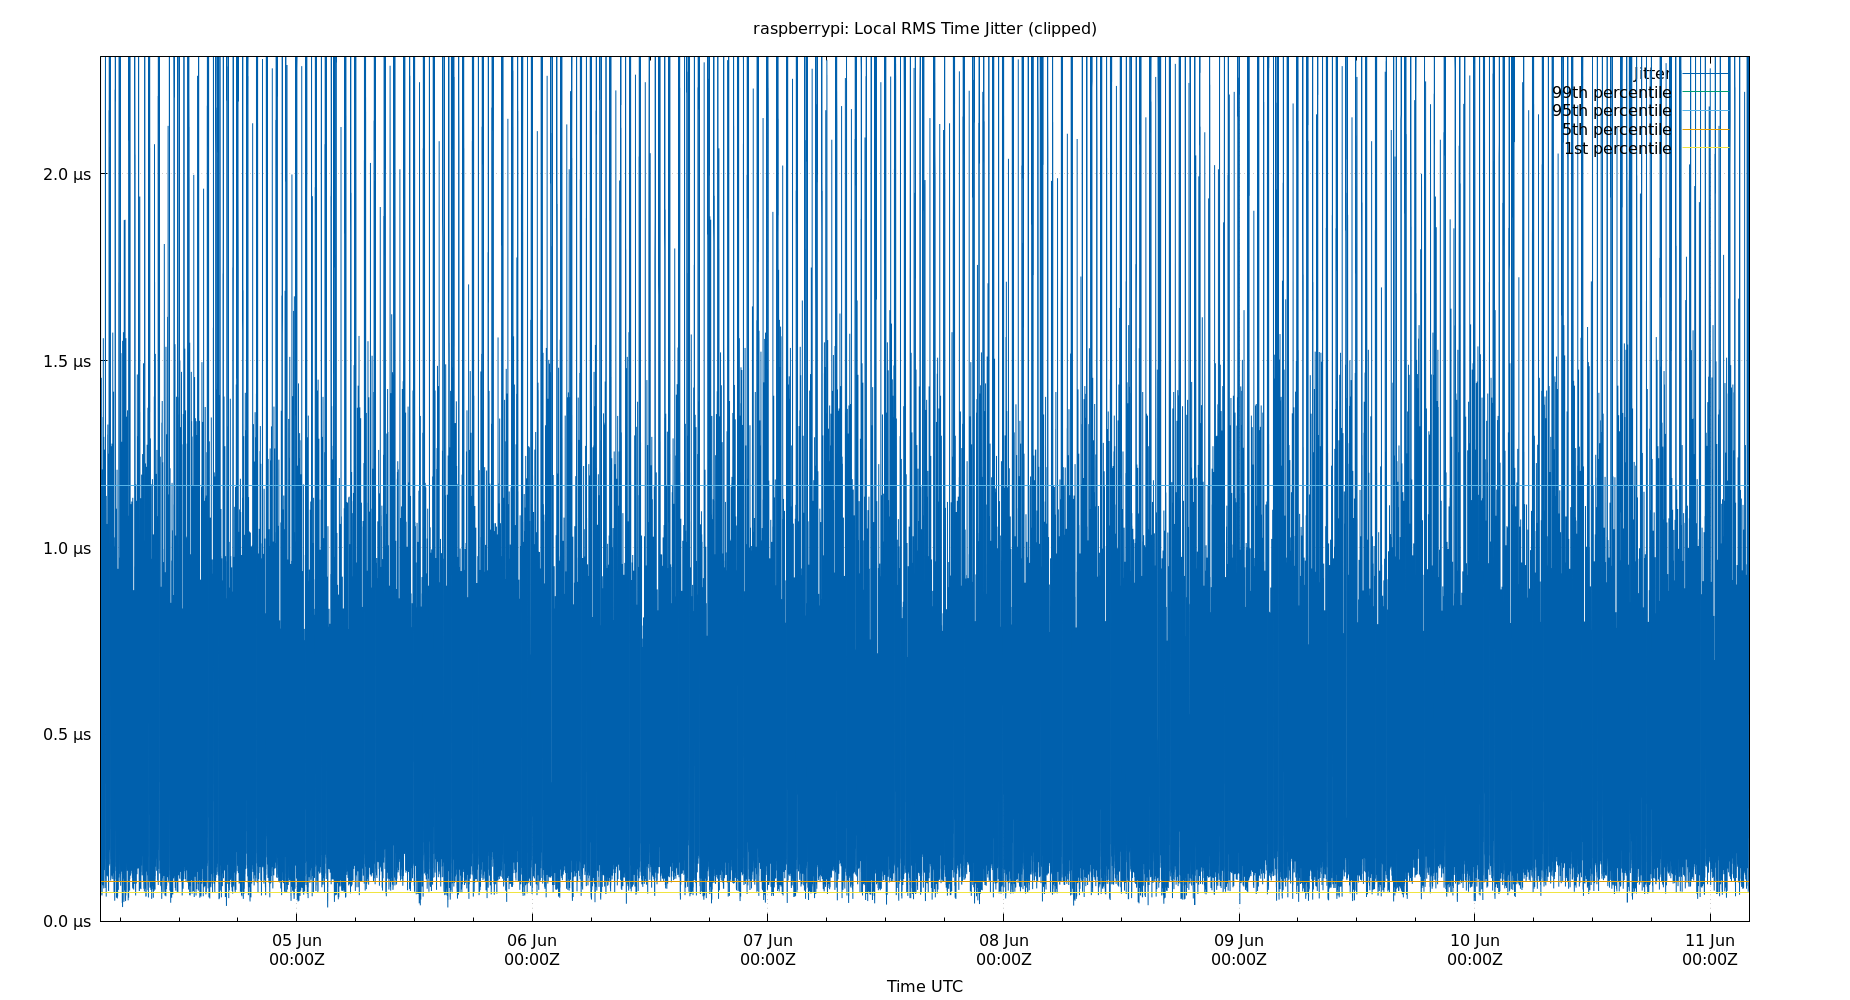 raspberrypi: Local RMS Time Jitter (clipped)
jitter
99th percentile
95th percentile
5th percentile
1st percentile
2.0 µs
1.5 µs
1.0 µs
0.5 µs
0.0 µs
05 Jun 06 Jun 07 Jun 08 Jun 09 Jun 10 Jun 11 Jun
00:00Z 00:00Z 00:00Z 00:00Z 00:00Z 00:00Z 00:00Z
Time UTC